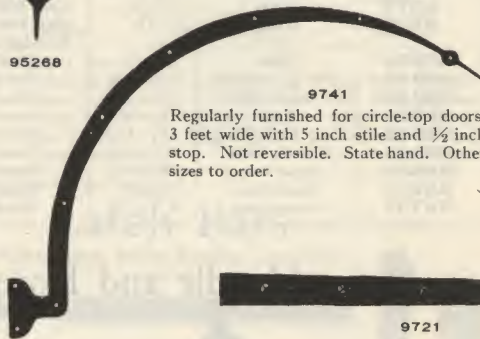 95268
9741
Regularly furnished for circle-top doors
3 feet wide with 5 inch stile and ½ inch
stop. Not reversible. State hand. Othe
sizes to order.
9721